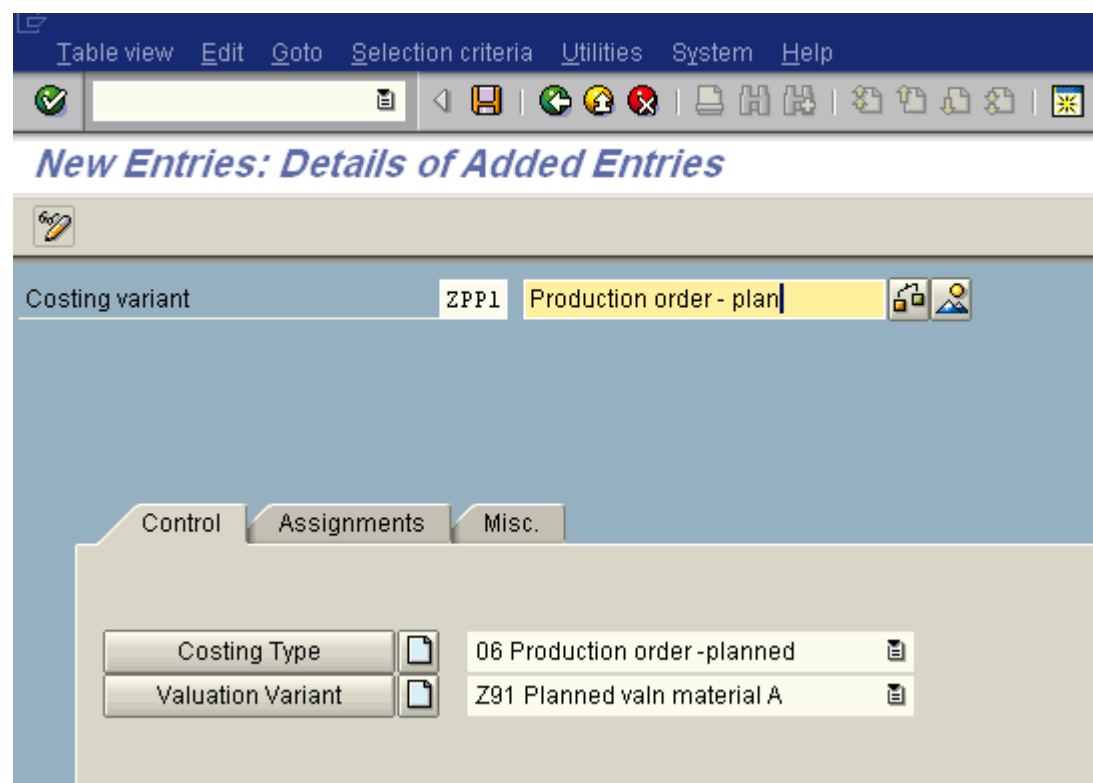 Table view Edit Goto Selection criteria Utilities System Help
New Entries: Details of Added Entries
Costing variant ZPP1 Production order - plan
Control Assignments Misc.
Costing Type 06 Production order -planned
Valuation Variant Z91 Planned valn material A